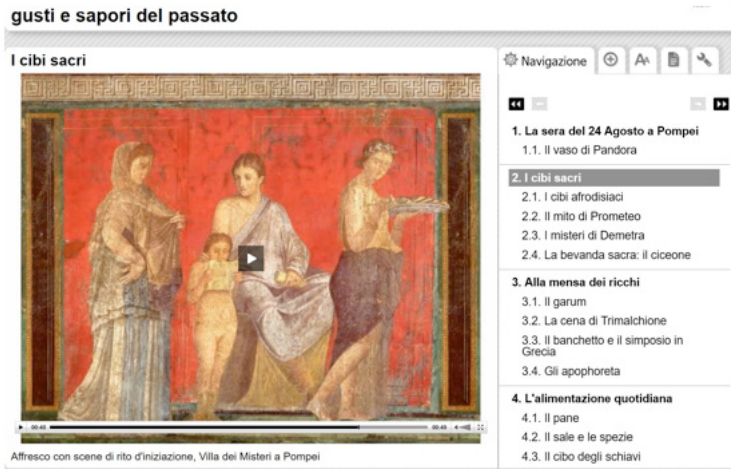 gusti e sapori del passato
I cibi sacri
Navigazione
AA
1. La sera del 24 Agosto a Pompei
1.1. Il vaso di Pandora
2. I cibi sacri
2.1. I cibi afrodisiaci
2.2. Il mito di Prometeo
2.3. I misteri di Demetra
2.4. La bevanda sacra: il ciceone
3. Alla mensa dei ricchi
3.1. Il garum
3.2. La cena di Trimalchione
3.3. Il banchetto e il simposio in
Grecia
3.4. Gli apophoreta
4. L'alimentazione quotidiana
4.1. Il pane
4.2. Il sale e le spezie
4.3. Il cibo degli schiavi
Affresco con scene di rito d'iniziazione, Villa dei Misteri a Pompei